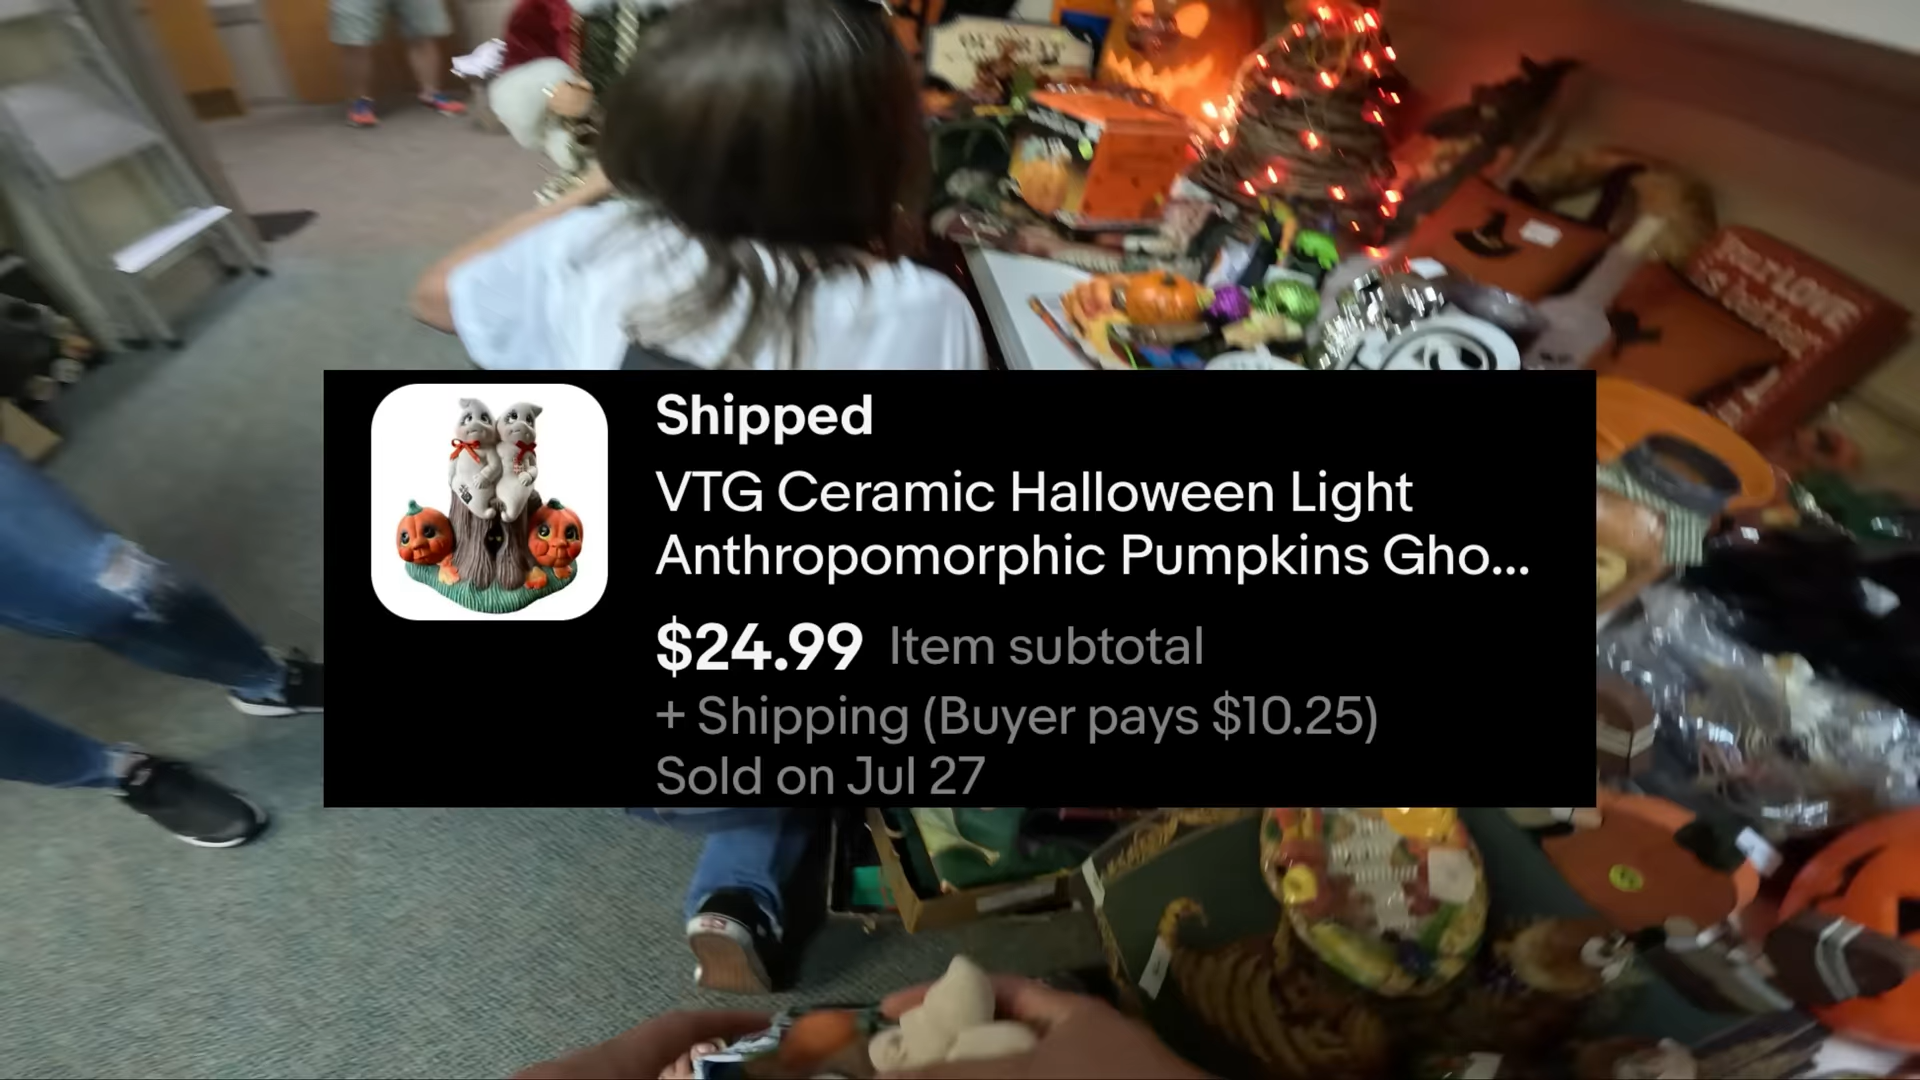 Shipped
VTG Ceramic Halloween Light
Anthropomorphic Pumpkins Gho...
$24.99 Item subtotal
+ Shipping (Buyer pays $10.25)
Sold on Jul 27
LOVE